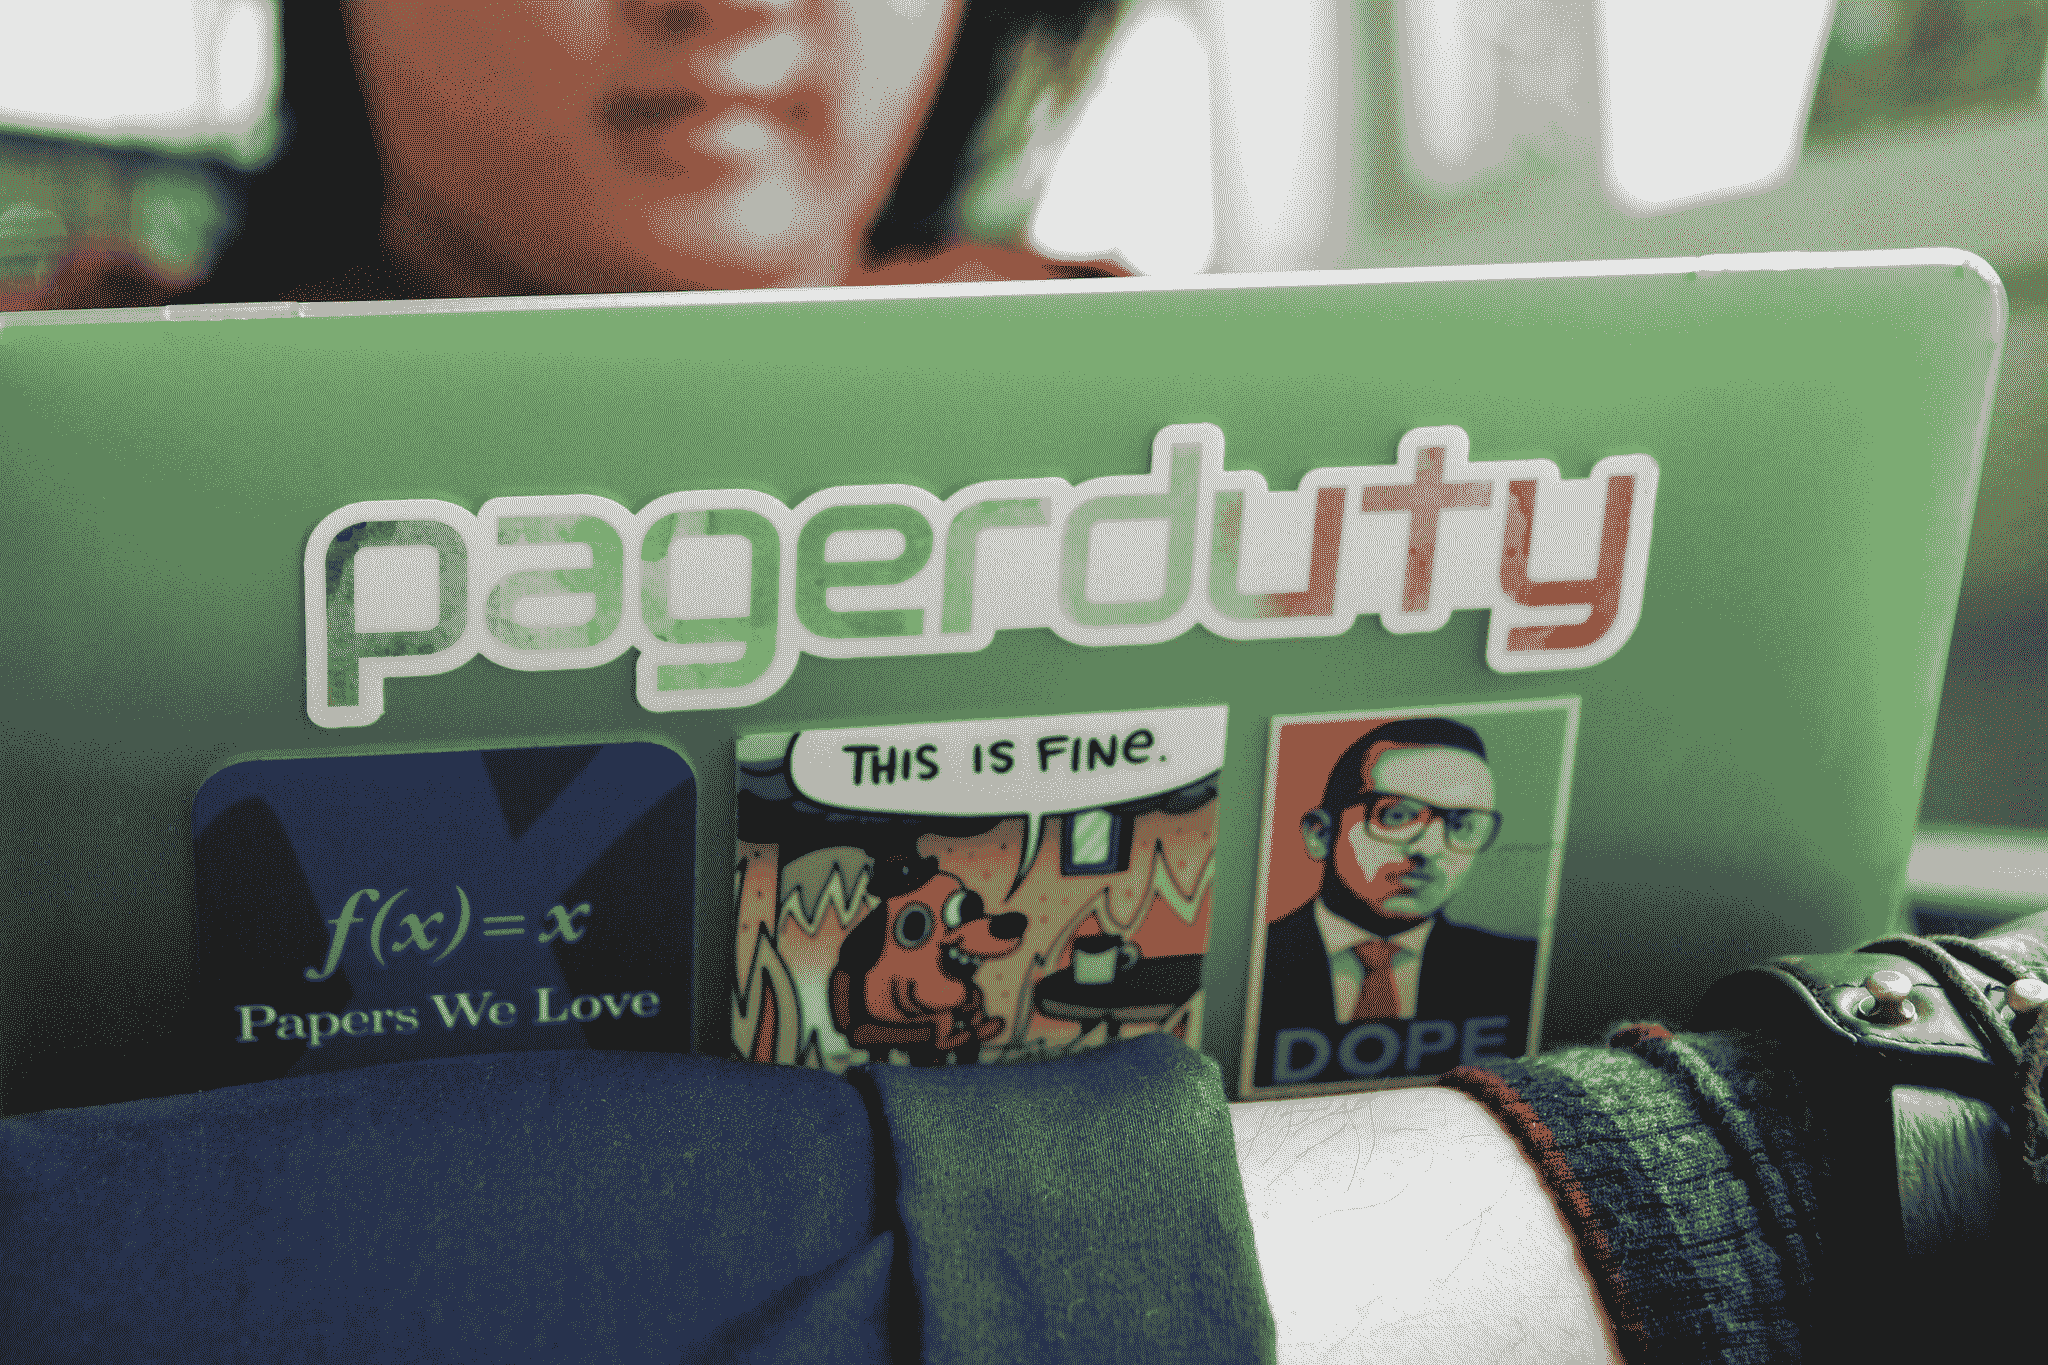 pagerduty
THIS IS FINE.
f(x)=x
Papers We Love
DOPE